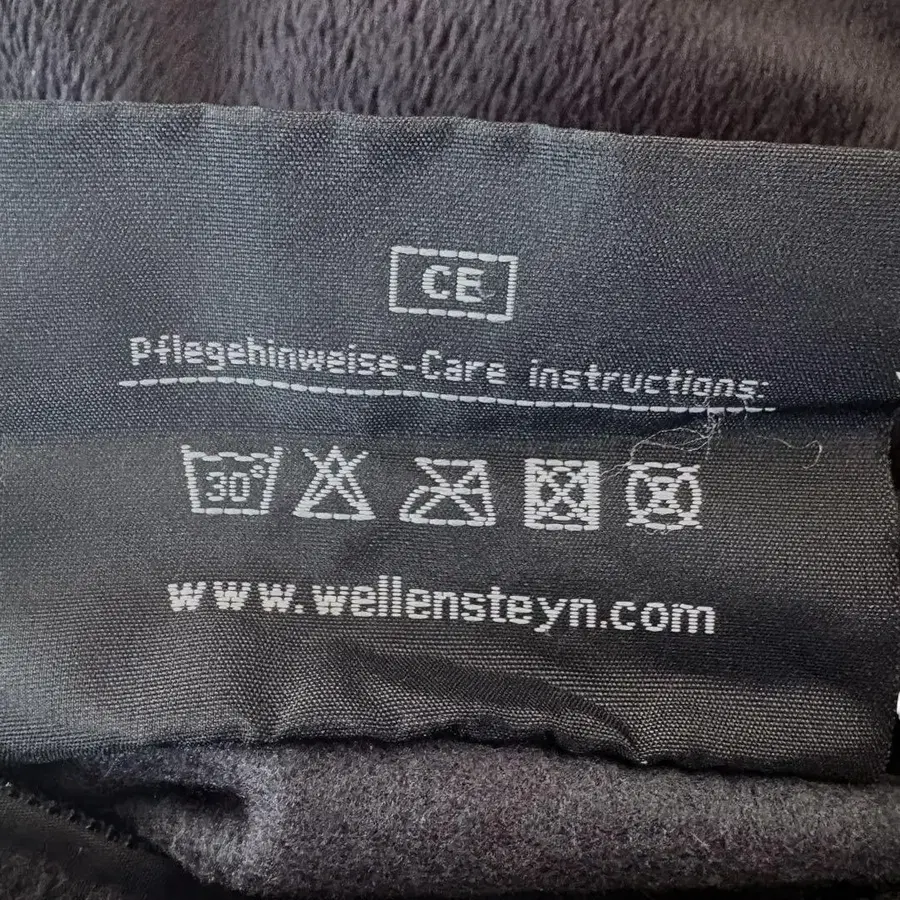 CE
Pflegehinweise-Care instructions:
30°
www.wellensteyn.com